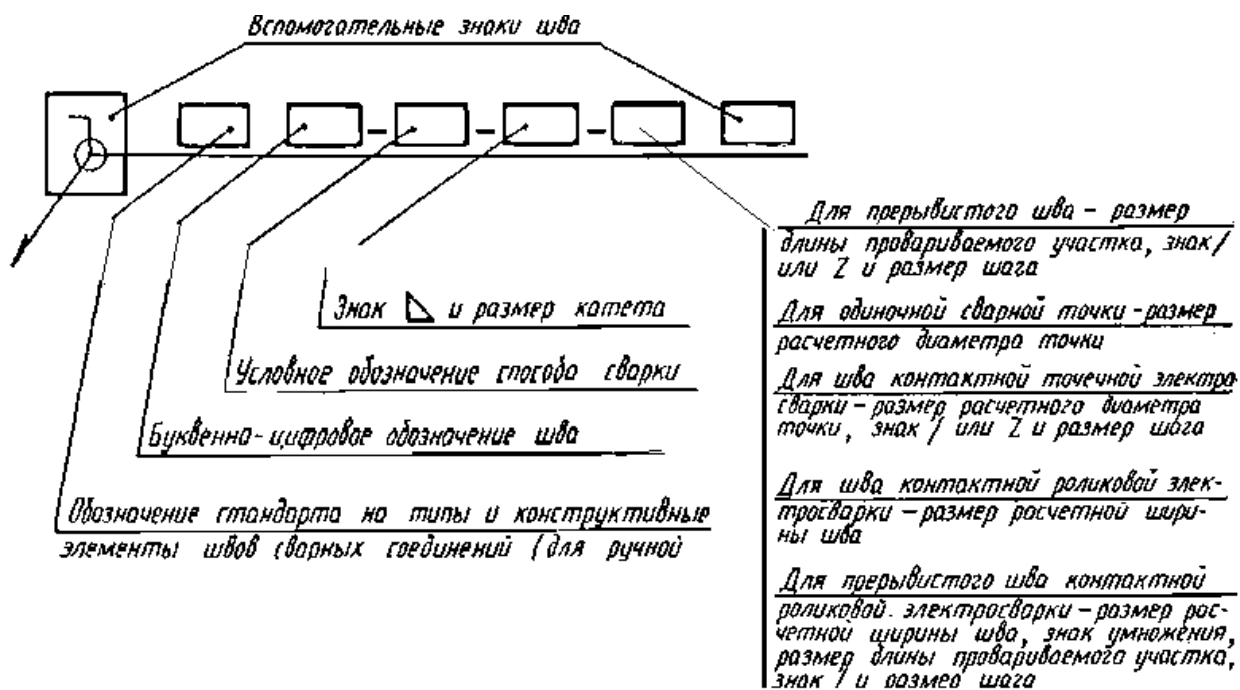 Вспомогательные знаки шва
Знак и размер катета
Условное обозначение способа сварки
Буквенно-цифровое обозначение шва
Обозначение стандарта на типы и конструктивные
элементы швов сварных соединений (для ручной
Для прерывистого шва – размер
длины провариваемого участка, знак /
или Z и размер шага
Для одиночной сварной точки – размер
расчетного диаметра точки
Для шва контактной точечной электро
сварки – размер расчетного диаметра
точки, знак / или Z и размер шага
Для шва контактной роликовой элек-
тросварки – размер расчетной шири-
ны шва
Для прерывистого шва контактной
роликовой. электросварки – размер рас-
четной ширины шва, знак умножения,
размер длины провариваемого участка,
знак / и размер шага